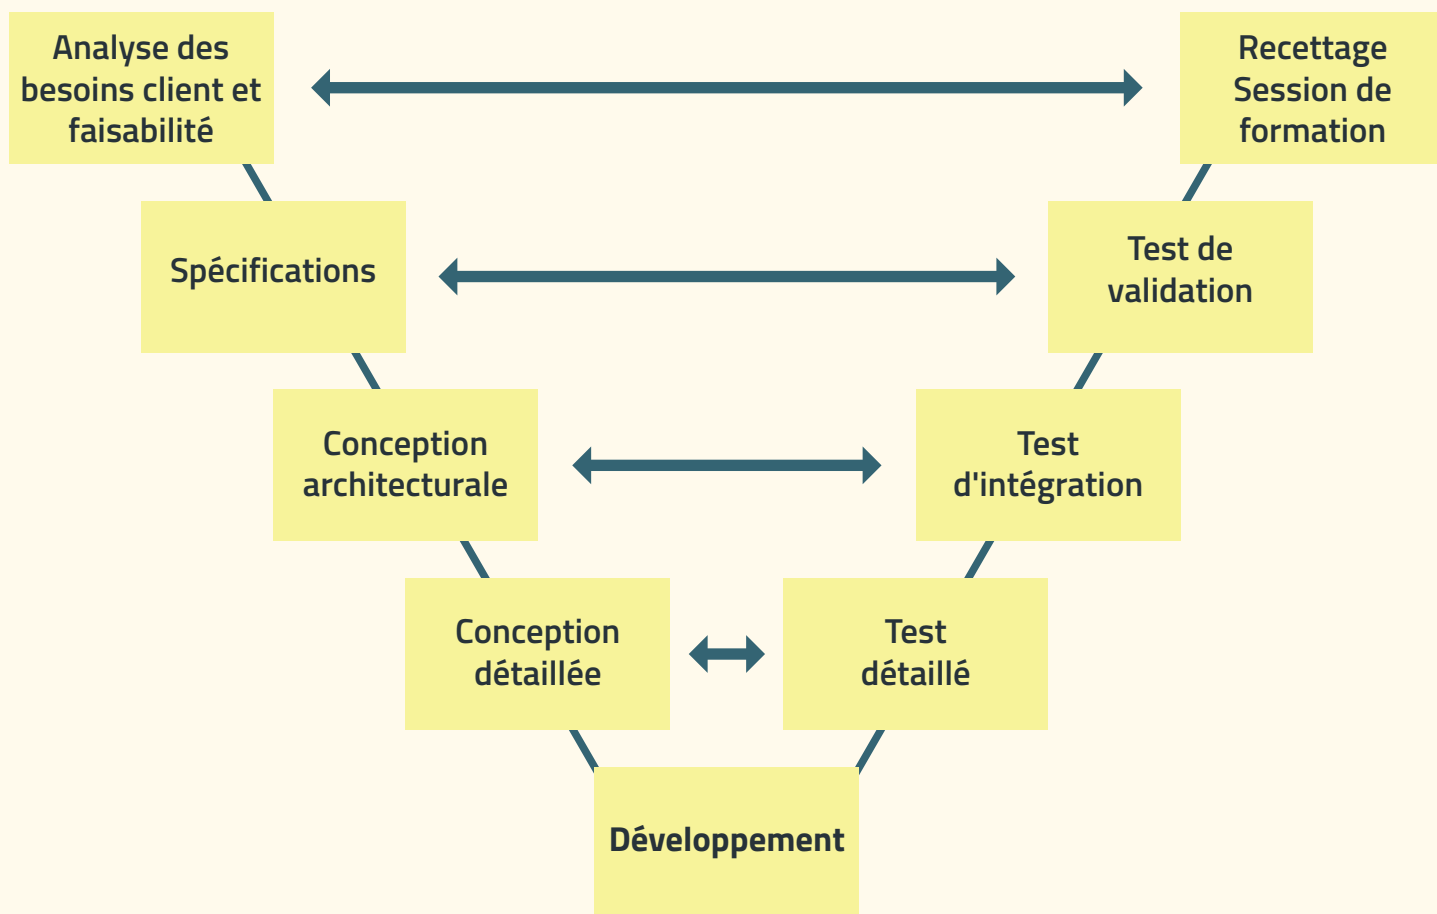 Analyse des
besoins client et
faisabilité
Recettage
Session de
formation
Spécifications
Test de
validation
Conception
architecturale
Test
d'intégration
Conception
détaillée
Test
détaillé
Développement